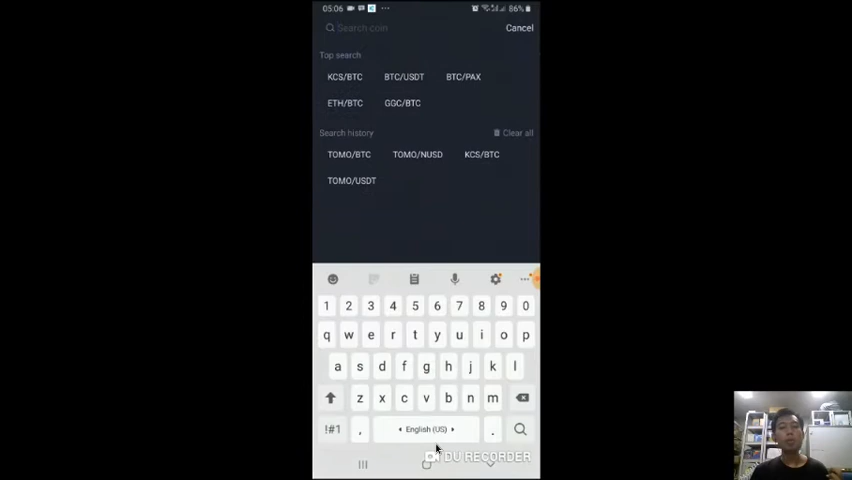 05:06 86%
Search coin Cancel
Top search
KCS/BTC BTC/USDT BTC/PAX
ETH/BTC GGC/BTC
Search history Clear all
TOMO/BTC TOMO/NUSD KCS/BTC
TOMO/USDT
1 2 3 4 5 6 7 8 9 0
q w e r t y u i o p
a s d f g h j k l
z x c v b n m
!#1 , English (US) .
DU RECORDER